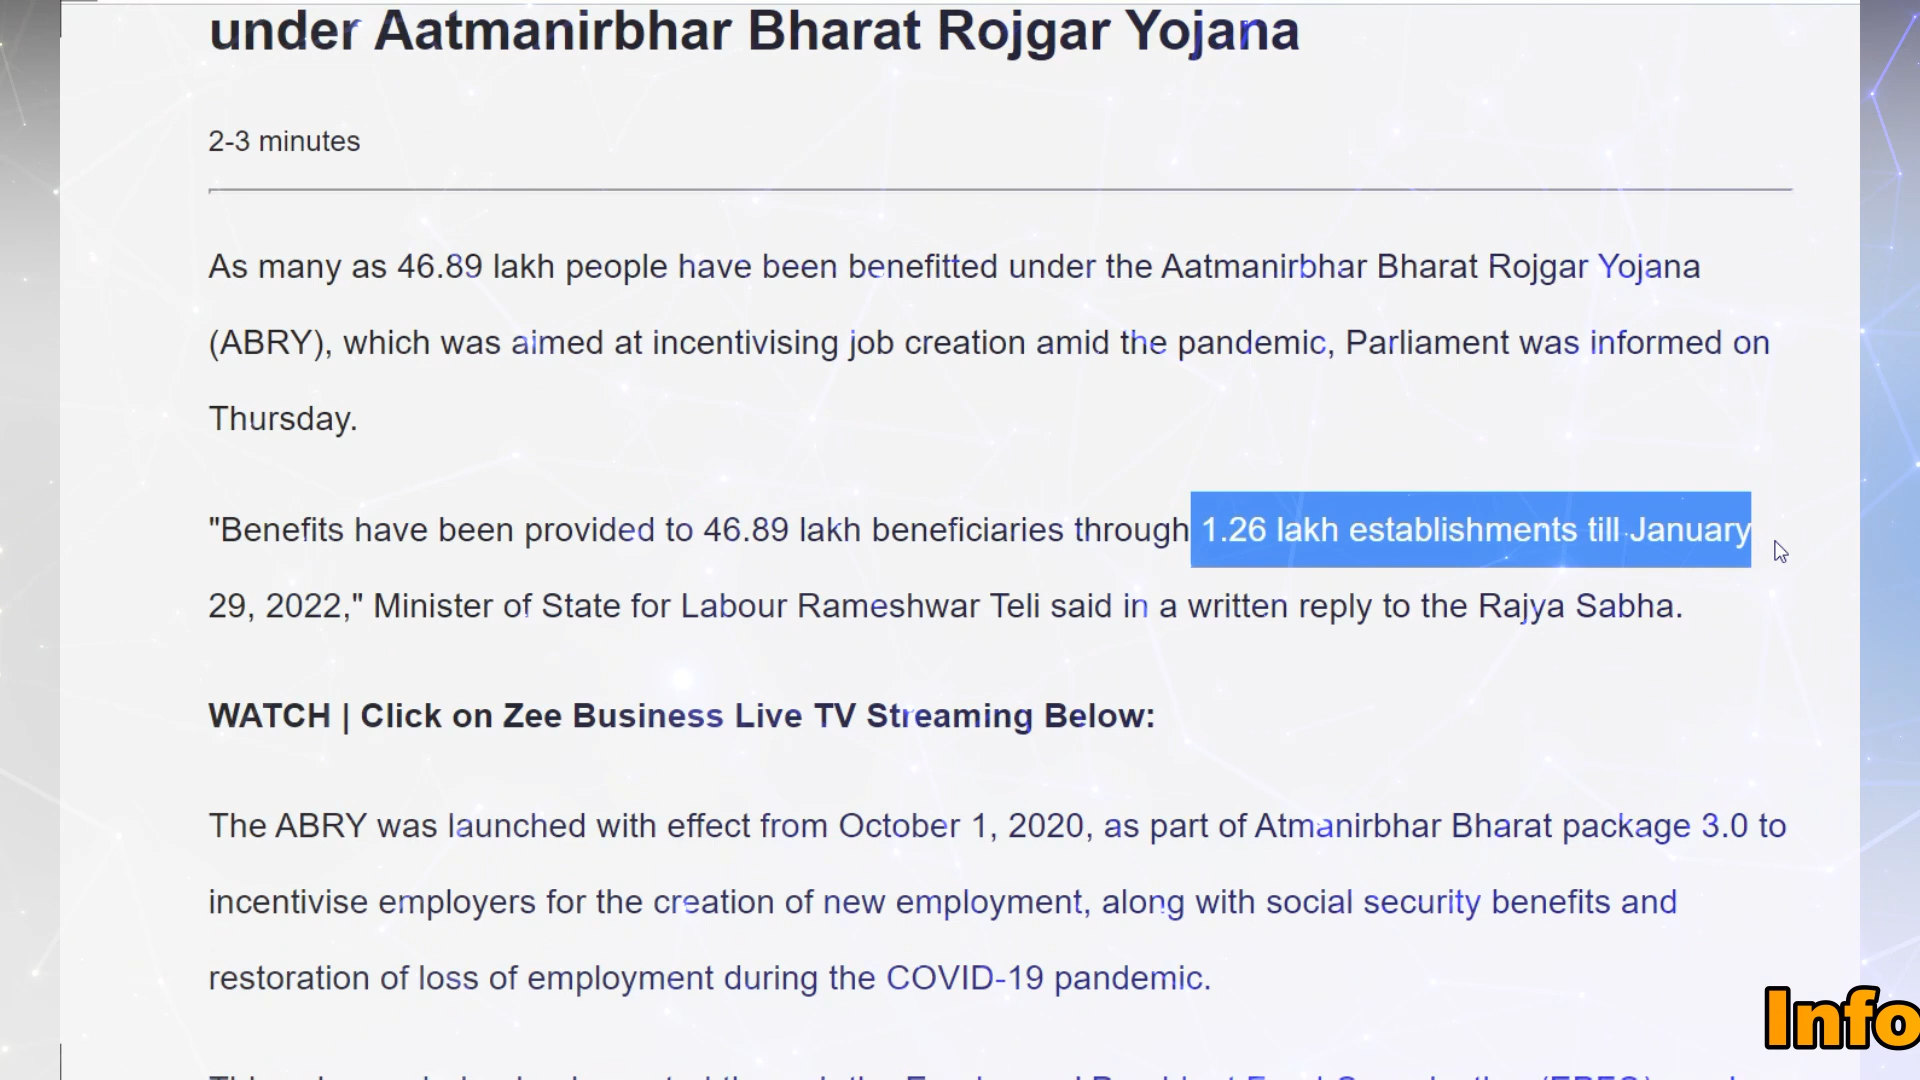 under Aatmanirbhar Bharat Rojgar Yojana
2-3 minutes
As many as 46.89 lakh people have been benefitted under the Aatmanirbhar Bharat Rojgar Yojana
(ABRY), which was aimed at incentivising job creation amid the pandemic, Parliament was informed on
Thursday.
"Benefits have been provided to 46.89 lakh beneficiaries through 1.26 lakh establishments till January
29, 2022," Minister of State for Labour Rameshwar Teli said in a written reply to the Rajya Sabha.
WATCH | Click on Zee Business Live TV Streaming Below:
The ABRY was launched with effect from October 1, 2020, as part of Atmanirbhar Bharat package 3.0 to
incentivise employers for the creation of new employment, along with social security benefits and
restoration of loss of employment during the COVID-19 pandemic.
Info